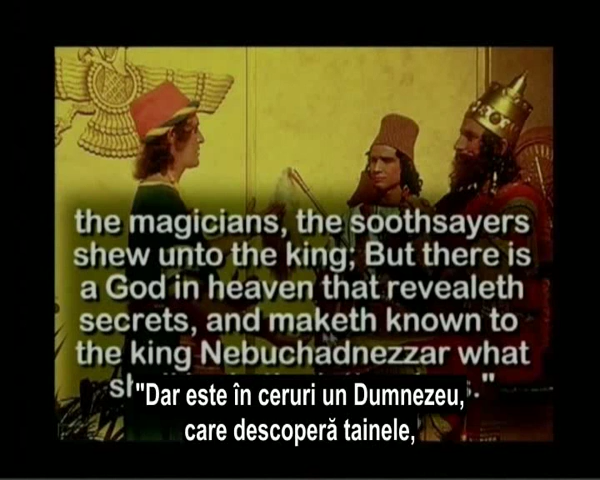 the magicians, the soothsayers
shew unto the king; But there is
a God in heaven that revealeth
secrets, and maketh known to
the king Nebuchadnezzar what
"Dar este în ceruri un Dumnezeu,
care descoperă tainele,